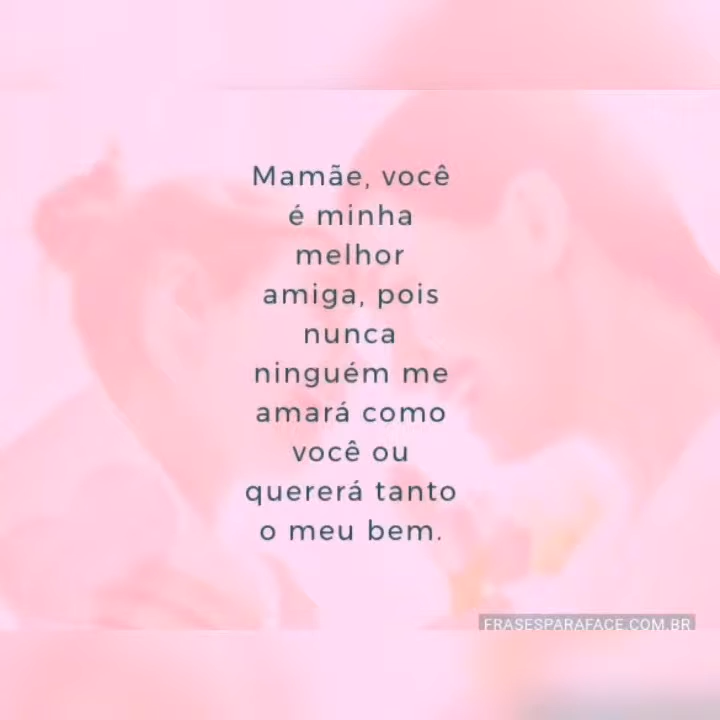 Mamãe, você
é minha
melhor
amiga, pois
nunca
ninguém me
amará como
você ou
quererá tanto
o meu bem.
FRASESPARAFACE.COM.BR